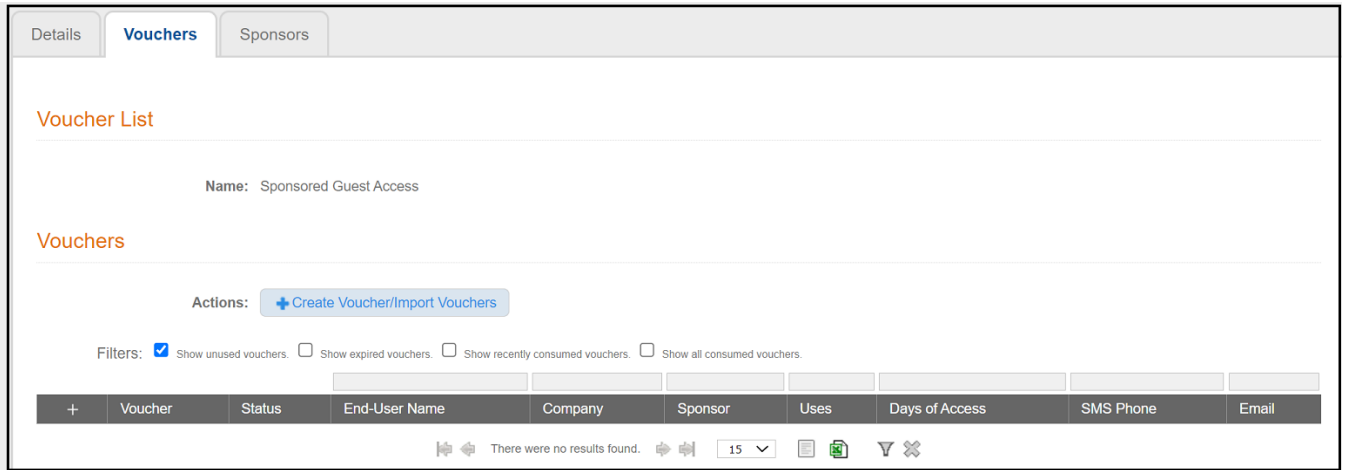 Details Vouchers Sponsors
Voucher List
Name: Sponsored Guest Access
Vouchers
Actions: Create Voucher/Import Vouchers
Filters: Show unused vouchers. Show expired vouchers. Show recently consumed vouchers. Show all consumed vouchers.
+ Voucher Status End-User Name Company Sponsor Uses Days of Access SMS Phone Email
There were no results found. 15